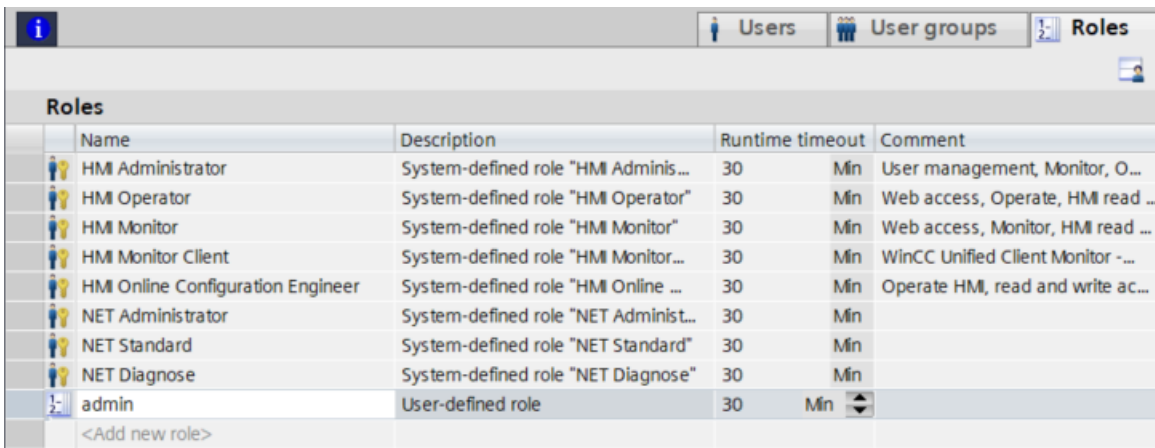 Users User groups Roles
Roles
Name Description Runtime timeout Comment
HMI Administrator System-defined role "HMI Adminis... 30 Min User management, Monitor, O...
HMI Operator System-defined role "HMI Operator" 30 Min Web access, Operate, HMI read ...
HMI Monitor System-defined role "HMI Monitor" 30 Min Web access, Monitor, HMI read ...
HMI Monitor Client System-defined role "HMI Monitor... 30 Min WinCC Unified Client Monitor -...
HMI Online Configuration Engineer System-defined role "HMI Online ... 30 Min Operate HMI, read and write ac...
NET Administrator System-defined role "NET Administ... 30 Min
NET Standard System-defined role "NET Standard" 30 Min
NET Diagnose System-defined role "NET Diagnose" 30 Min
admin User-defined role 30 Min
<Add new role>